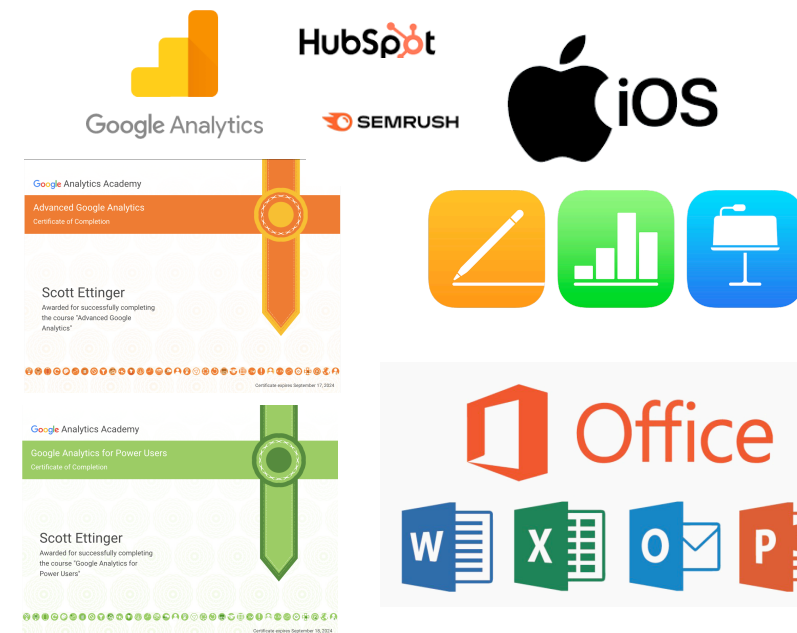 Google Analytics
HubSpot
SEMRUSH
iOS
Google Analytics Academy
Advanced Google Analytics
Certificate of Completion
Scott Ettinger
Awarded for successfully completing
the course "Advanced Google
Analytics"
Certificate expires September 17, 2024
Google Analytics Academy
Google Analytics for Power Users
Certificate of Completion
Scott Ettinger
Awarded for successfully completing
the course "Google Analytics for
Power Users"
Certificate expires September 18, 2024
Office
W
X
O
P